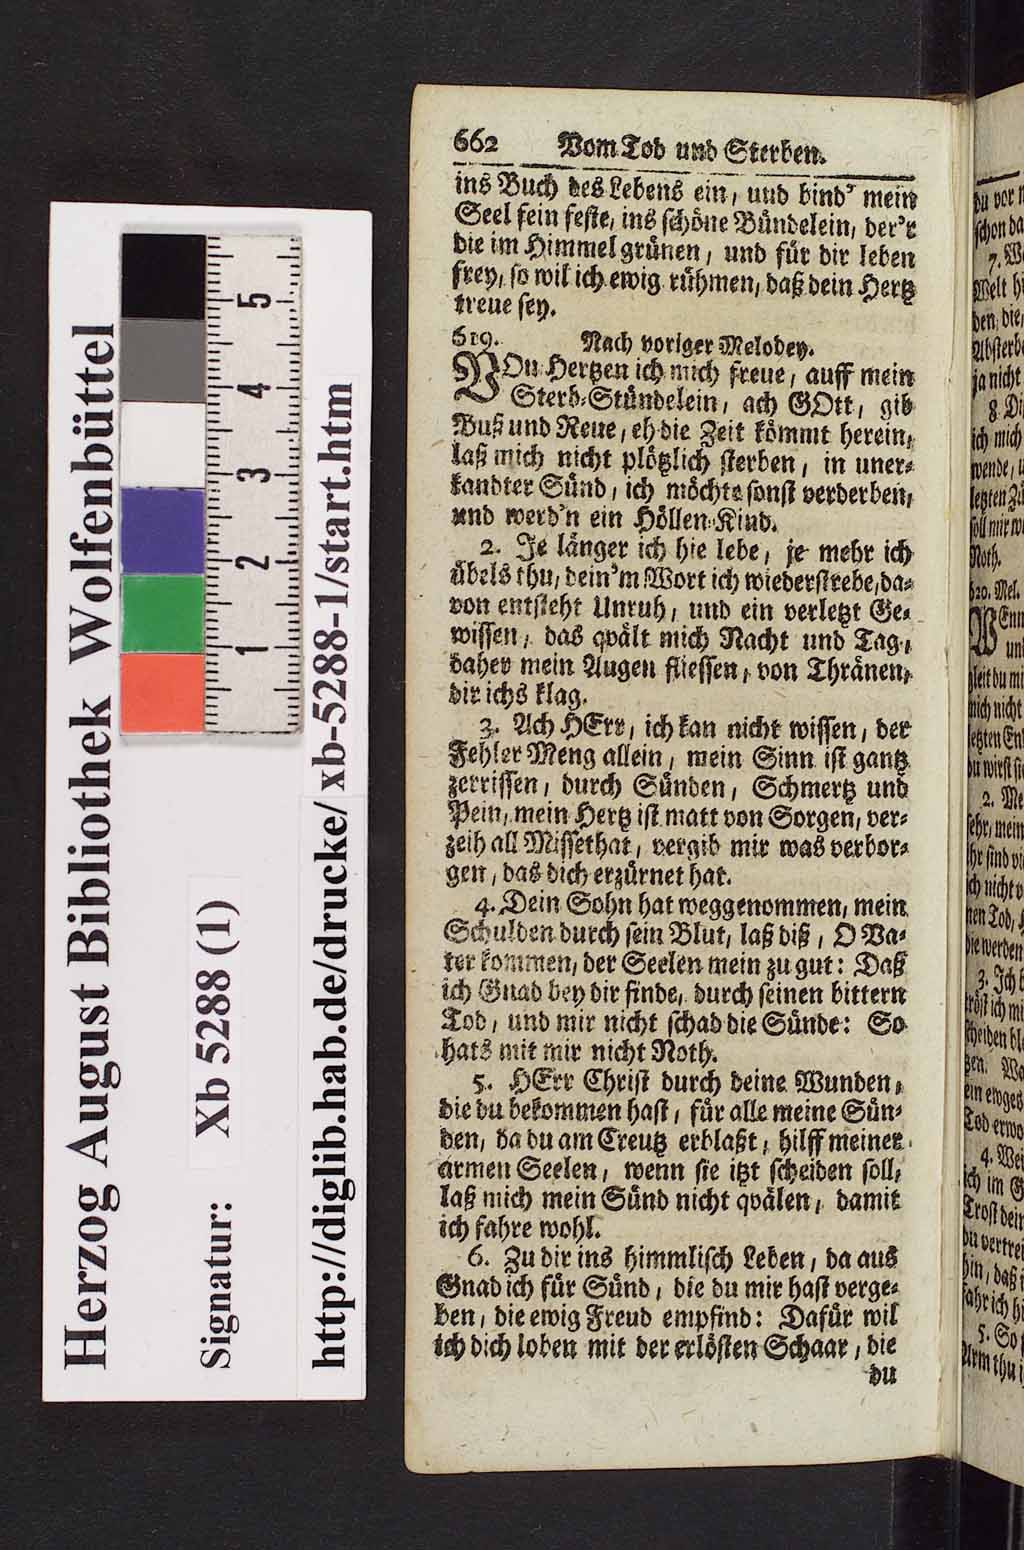 Herzog August Bibliothek Wolfenbüttel
Signatur: Xb 5288 (1)
http://diglib.hab.de/drucke/ xb-5288-1/start.htm
5
4
3
2
1
662 Vom Tod und Sterben.
ins Buch des Lebens ein, und bind' mein
Seel fein feste, ins schöne Bündelein, der'r
die im Himmel grünen, und für dir leben
frey, so wil ich ewig rühmen, daß dein Hertz
treue sey.
619. Nach voriger Melodey.
VOn Hertzen ich mich freue, auff mein
Sterb-Stündelein, ach GOtt, gib
Buß und Reue, eh die Zeit kömmt herein,
laß mich nicht plötzlich sterben, in uner-
kandter Sünd, ich möchte sonst verderben,
und werd'n ein Höllen-Kind.
2. Je länger ich hie lebe, je mehr ich
übels thu, dein'm Wort ich wiederstrebe, da-
von entsteht Unruh, und ein verletzt Ge-
wissen, das qvält mich Nacht und Tag,
daher mein Augen fliessen, von Thränen,
dir ichs klag.
3. Ach HErr, ich kan nicht wissen, der
Fehler Meng allein, mein Sinn ist gantz
zerrissen, durch Sünden, Schmertz und
Pein, mein Hertz ist matt von Sorgen, ver-
zeih all Missethat, vergib mir was verbor-
gen, das dich erzürnet hat.
4. Dein Sohn hat weggenommen, mein
Schulden durch sein Blut, laß diß, O Va-
ter kommen, der Seelen mein zu gut: Daß
ich Gnad bey dir finde, durch seinen bittern
Tod, und mir nicht schad die Sünde: So
hats mit mir nicht Noth.
5. HErr Christ durch deine Wunden,
die du bekommen hast, für alle meine Sün-
den, da du am Creutz erblaßt, hilff meiner
armen Seelen, wenn sie itzt scheiden soll,
laß mich mein Sünd nicht qvälen, damit
ich fahre wohl.
6. Zu dir ins himmlisch Leben, da aus
Gnad ich für Sünd, die du mir hast verge-
ben, die ewig Freud empfind: Dafür wil
ich dich loben mit der erlösten Schaar, die
du